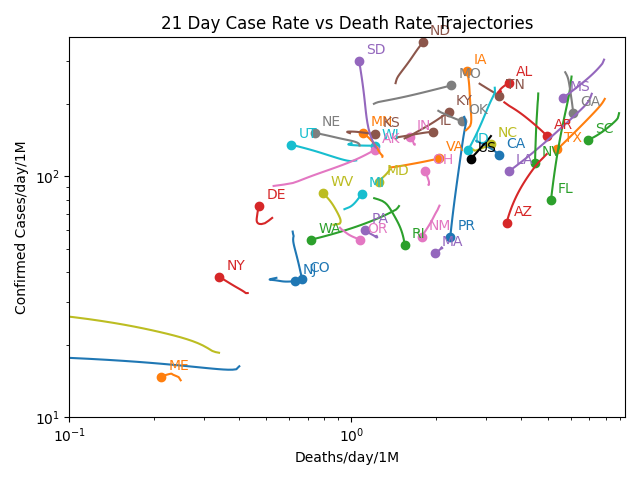 21 Day Case Rate vs Death Rate Trajectories
ND
SD
IA
MO
AL
TN
MS
GA
KY
OK
NE
KS
IL
IN
AR
SC
UT
WI
AK
ID
NC
TX
US
CA
VA
OH
LA
NV
MD
WV
MI
FL
DE
AZ
WA
PA
OR
RI
NM
MA
PR
NY
NJ
CO
ME
Confirmed Cases/day/1M
10²
10¹
10⁻¹
10⁰
Deaths/day/1M